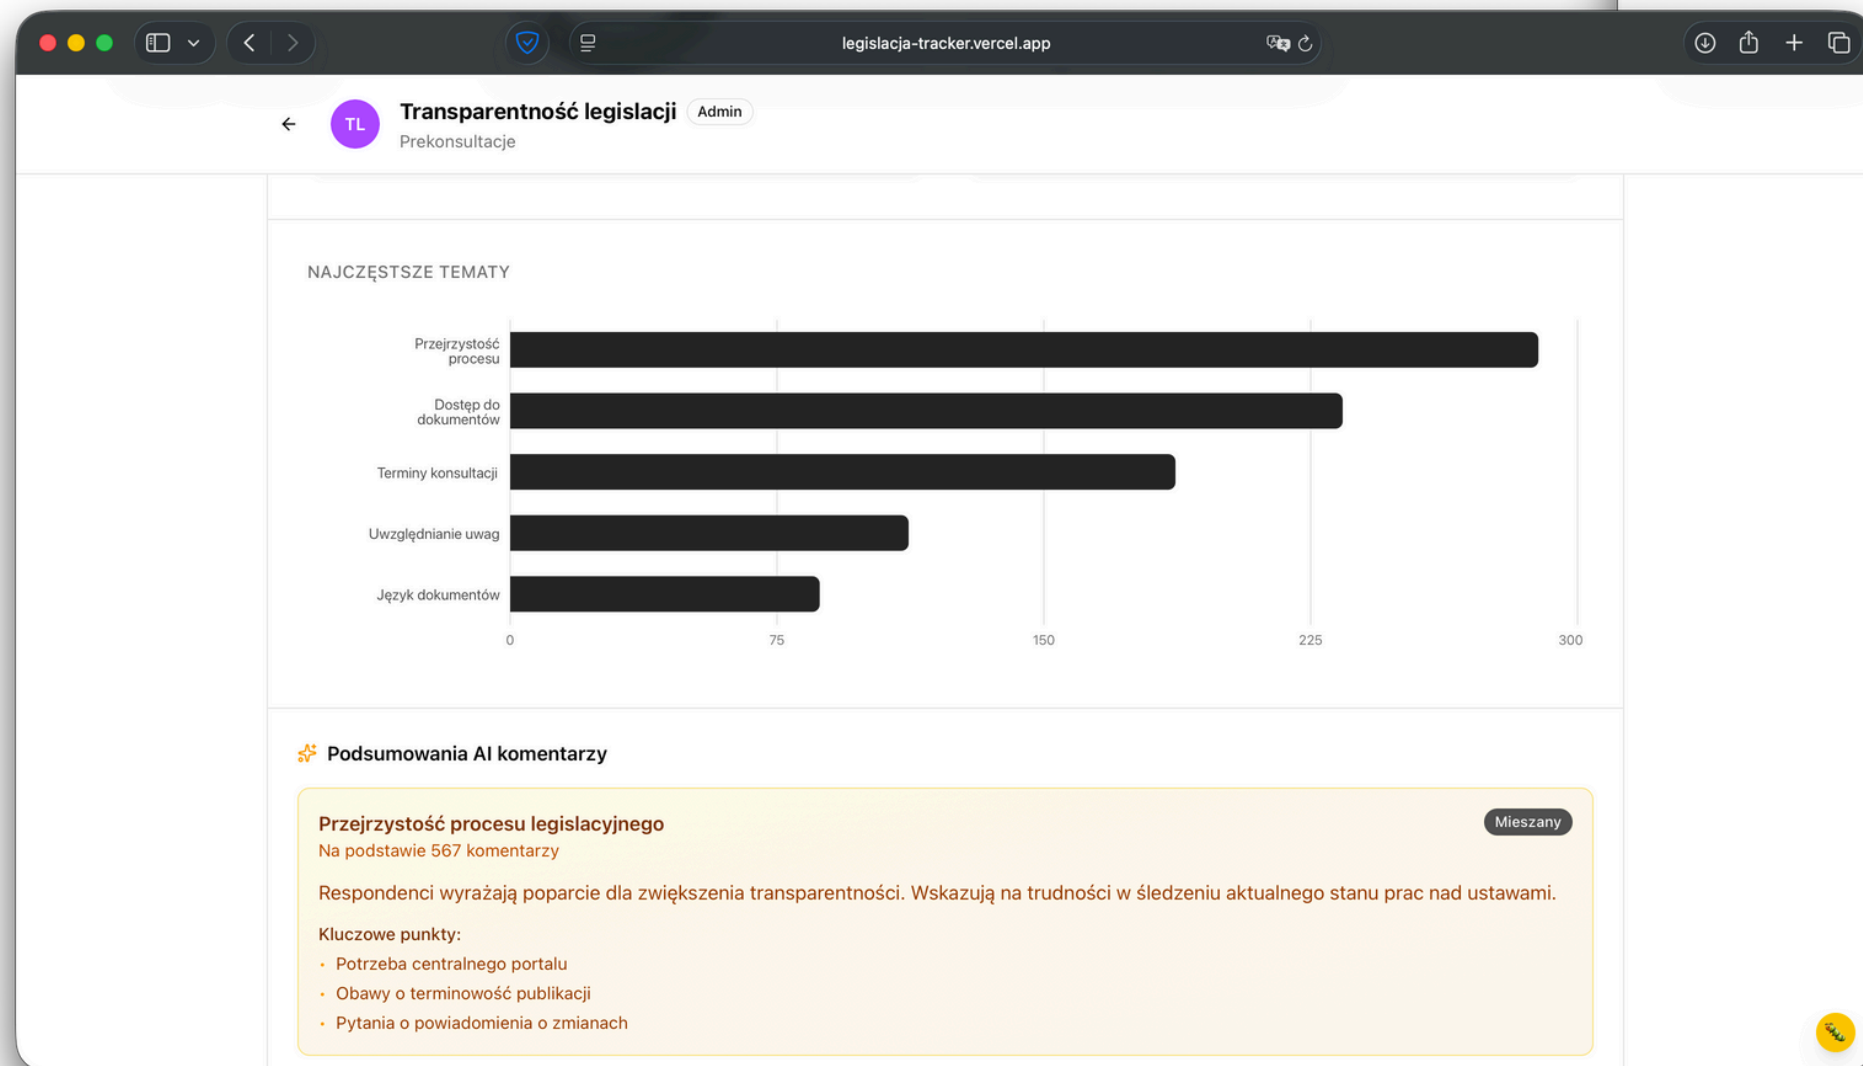 legislacja-tracker.vercel.app
TL
Transparentność legislacji
Admin
Prekonsultacje
NAJCZĘSTSZE TEMATY
Przejrzystość
procesu
Dostęp do
dokumentów
Terminy konsultacji
Uwzględnianie uwag
Język dokumentów
0 75 150 225 300
Podsumowania AI komentarzy
Przejrzystość procesu legislacyjnego
Mieszany
Na podstawie 567 komentarzy
Respondenci wyrażają poparcie dla zwiększenia transparentności. Wskazują na trudności w śledzeniu aktualnego stanu prac nad ustawami.
Kluczowe punkty:
• Potrzeba centralnego portalu
• Obawy o terminowość publikacji
• Pytania o powiadomienia o zmianach